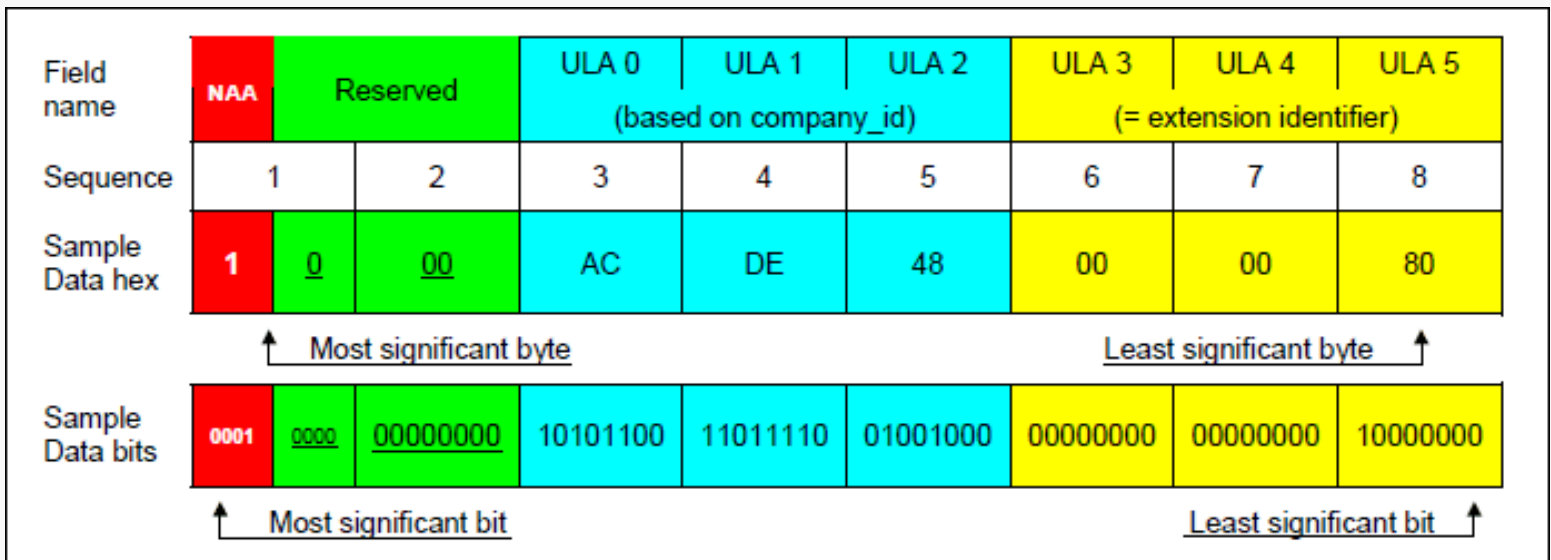 Field name NAA Reserved ULA 0 ULA 1 ULA 2 ULA 3 ULA 4 ULA 5
(based on company_id) (= extension identifier)
Sequence 1 2 3 4 5 6 7 8
Sample Data hex 1 0 00 AC DE 48 00 00 80
Most significant byte Least significant byte
Sample Data bits 0001 0000 00000000 10101100 11011110 01001000 00000000 00000000 10000000
Most significant bit Least significant bit